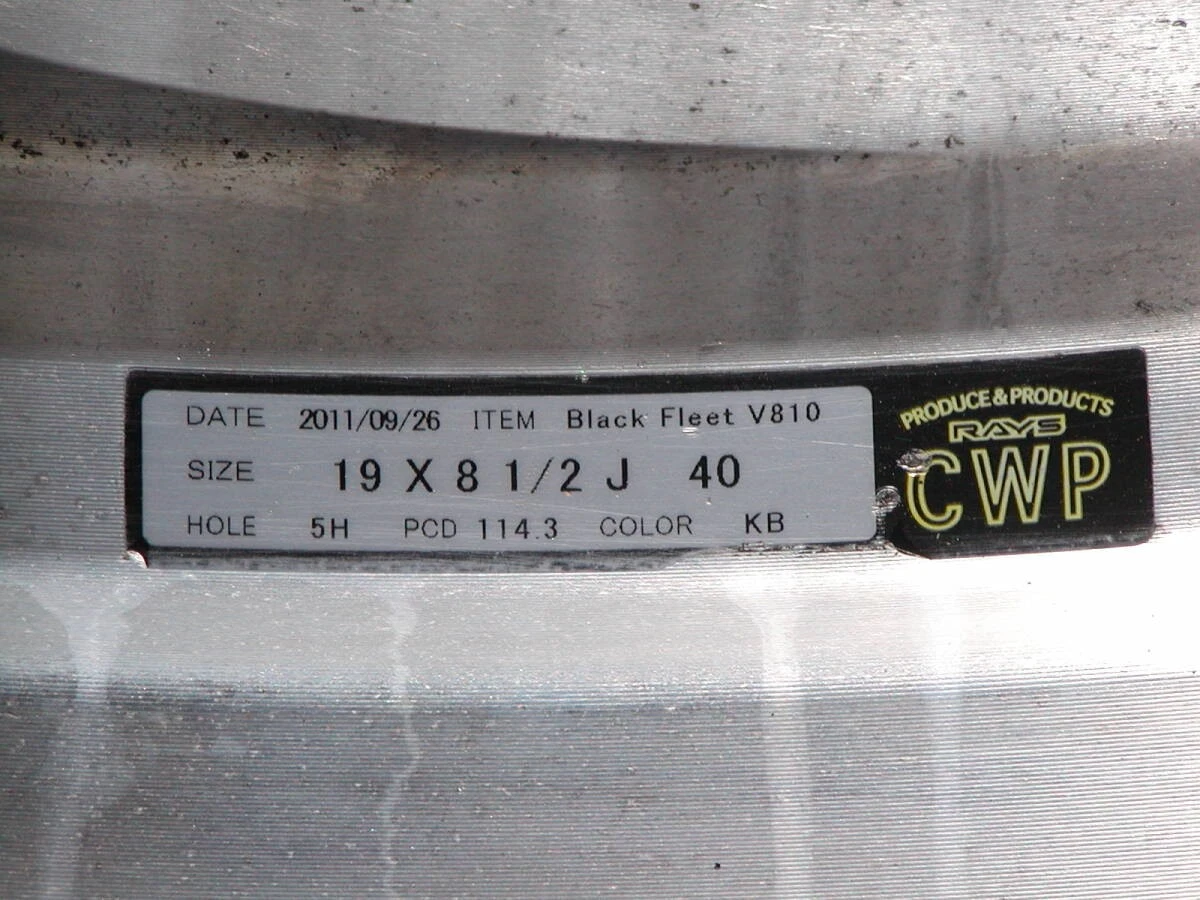 DATE 2011/09/26 ITEM Black Fleet V810
SIZE 19 X 8 1/2 J 40
HOLE 5H PCD 114.3 COLOR KB
PRODUCE & PRODUCTS
RAYS
CWP